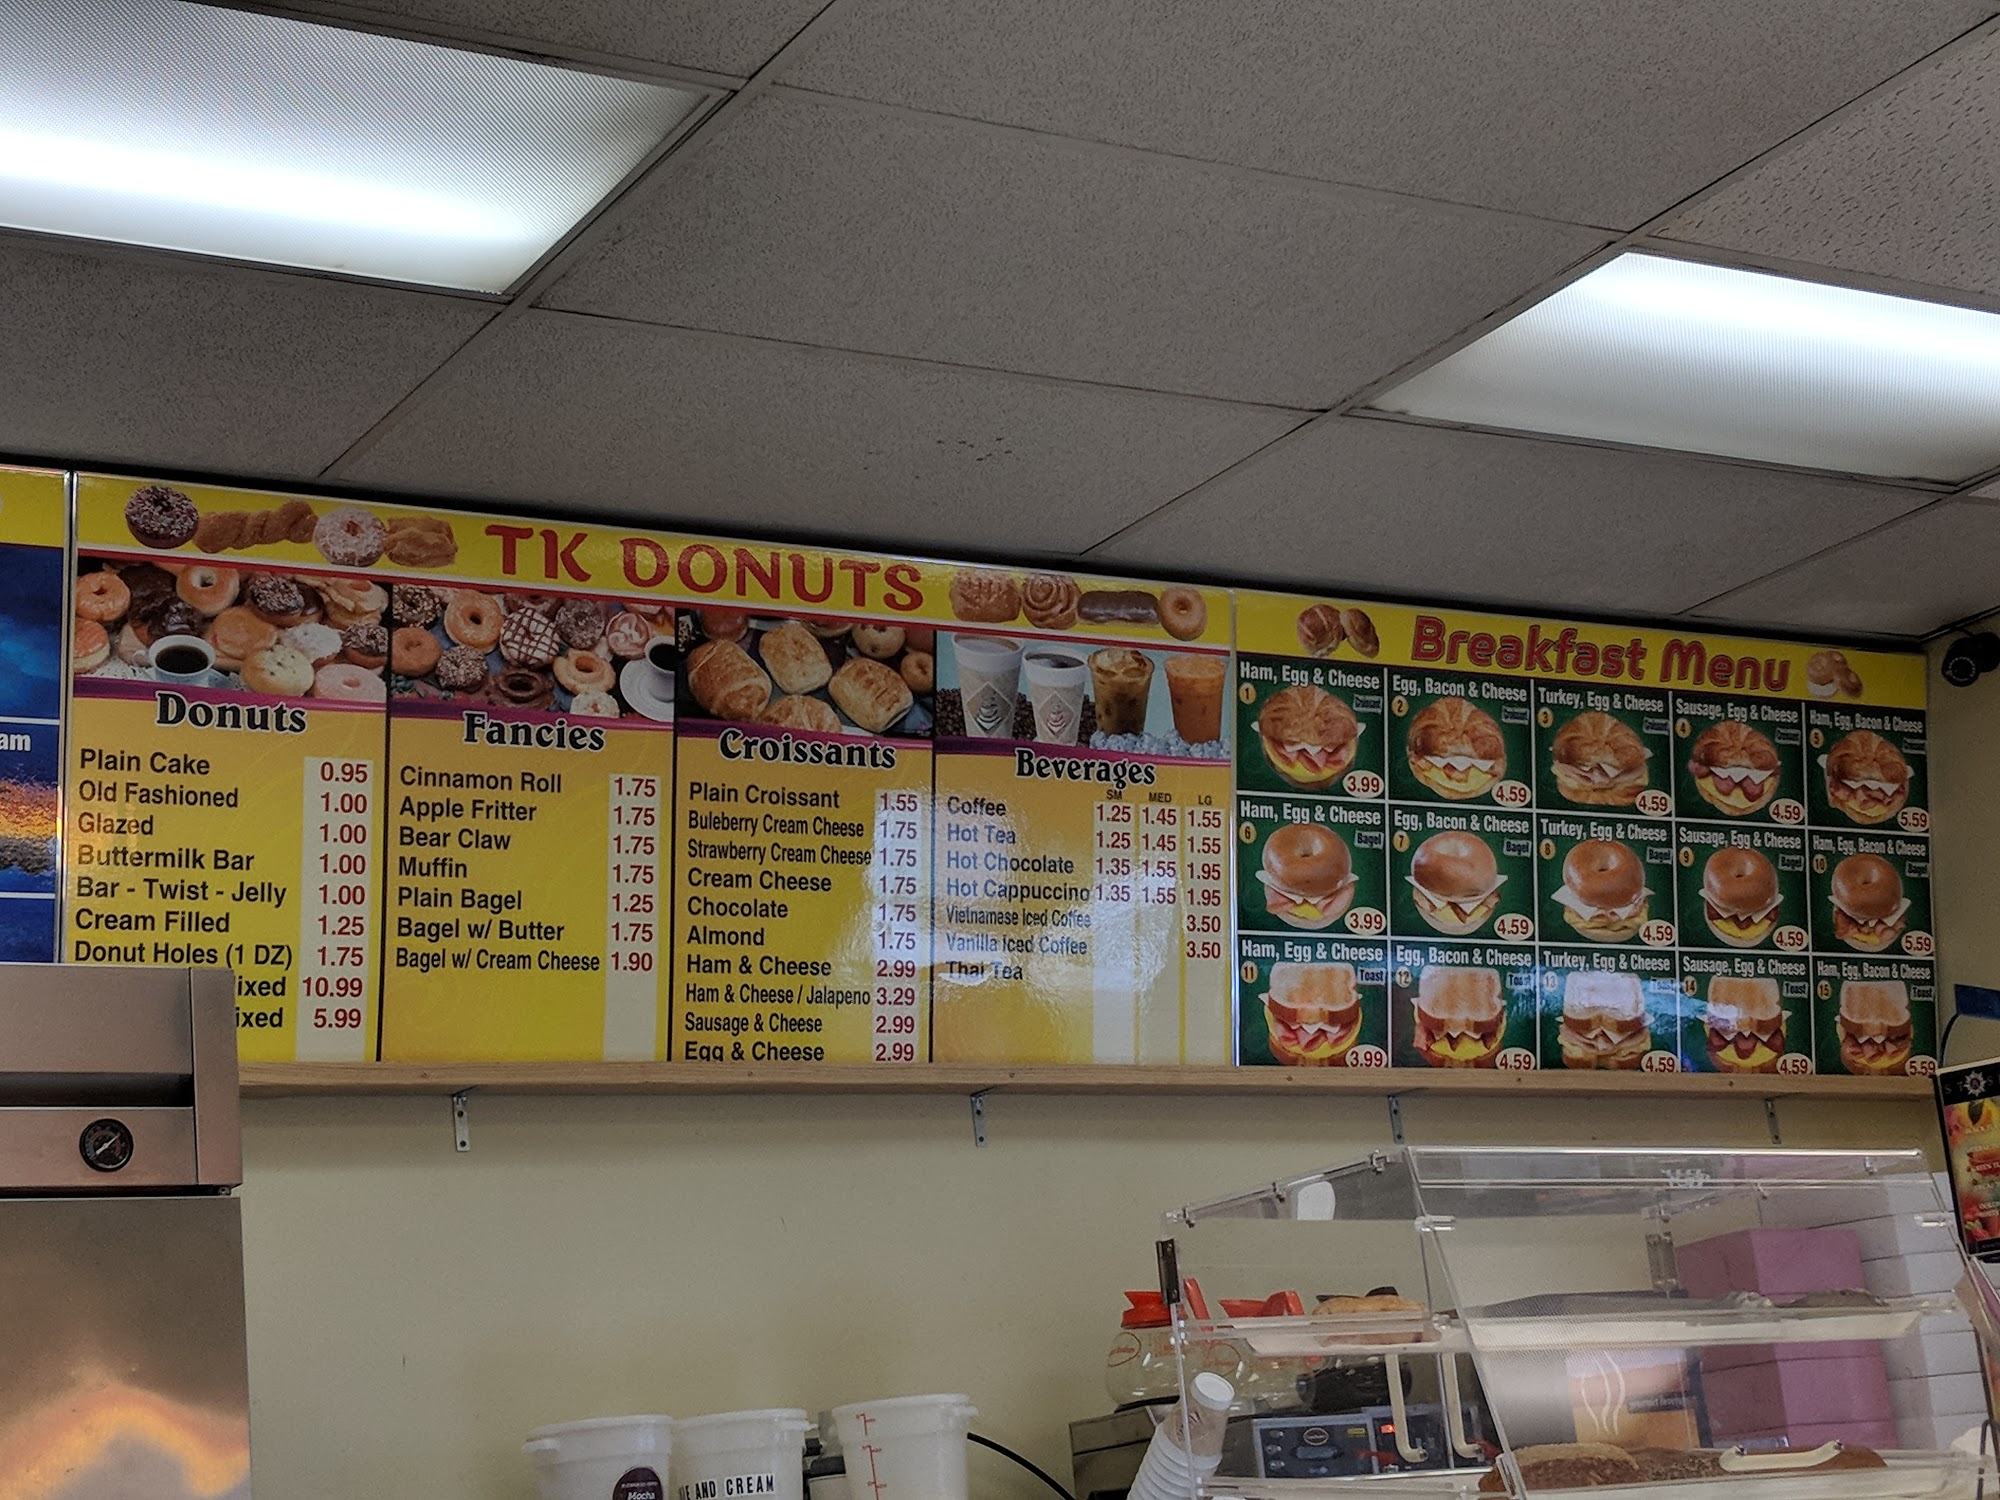 am
TK DONUTS
Donuts
Plain Cake 0.95
Old Fashioned 1.00
Glazed 1.00
Buttermilk Bar 1.00
Bar - Twist - Jelly 1.00
Cream Filled 1.25
Donut Holes (1 DZ) 1.75
ixed 10.99
ixed 5.99
Fancies
Cinnamon Roll 1.75
Apple Fritter 1.75
Bear Claw 1.75
Muffin 1.75
Plain Bagel 1.25
Bagel w/ Butter 1.75
Bagel w/ Cream Cheese 1.90
Croissants
Plain Croissant 1.55
Buleberry Cream Cheese 1.75
Strawberry Cream Cheese 1.75
Cream Cheese 1.75
Chocolate 1.75
Almond 1.75
Ham & Cheese 2.99
Ham & Cheese / Jalapeno 3.29
Sausage & Cheese 2.99
Egg & Cheese 2.99
Beverages
SM MED LG
Coffee 1.25 1.45 1.55
Hot Tea 1.25 1.45 1.55
Hot Chocolate 1.35 1.55 1.95
Hot Cappuccino 1.35 1.55 1.95
Vietnamese Iced Coffee 3.50
Vanilla Iced Coffee 3.50
Thai Tea
Breakfast Menu
Ham, Egg & Cheese
1 Croissant
3.99
Egg, Bacon & Cheese
2 Croissant
4.59
Turkey, Egg & Cheese
3 Croissant
4.59
Sausage, Egg & Cheese
4 Croissant
4.59
Ham, Egg, Bacon & Cheese
5 Croissant
5.59
Ham, Egg & Cheese
6 Bagel
3.99
Egg, Bacon & Cheese
7 Bagel
4.59
Turkey, Egg & Cheese
8 Bagel
4.59
Sausage, Egg & Cheese
9 Bagel
4.59
Ham, Egg, Bacon & Cheese
10 Bagel
5.59
Ham, Egg & Cheese
11 Toast
3.99
Egg, Bacon & Cheese
12 Toast
4.59
Turkey, Egg & Cheese
13 Toast
4.59
Sausage, Egg & Cheese
14 Toast
4.59
Ham, Egg, Bacon & Cheese
15 Toast
5.59
Mocha
E AND CREAM